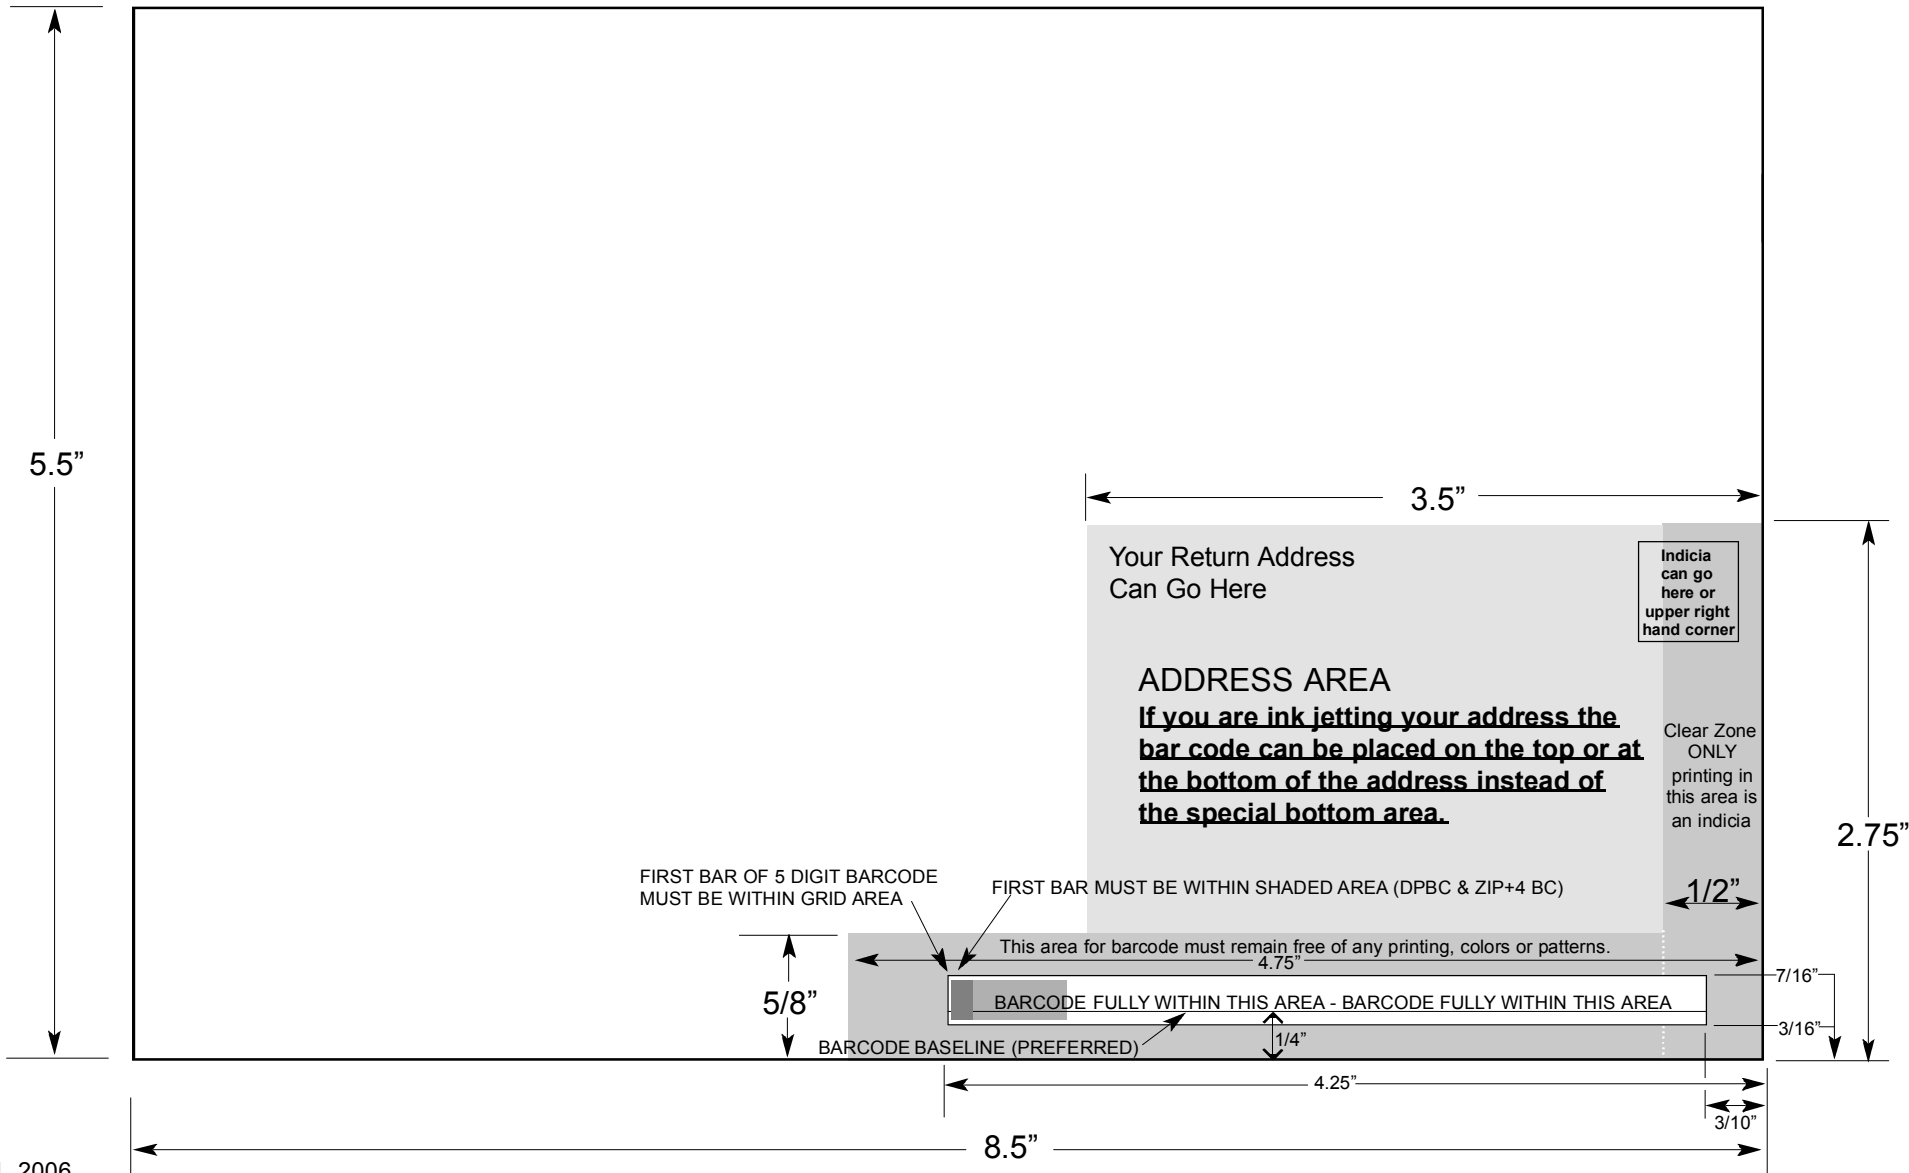 5.5”
3.5”
Your Return Address
Can Go Here
Indicia
can go
here or
upper right
hand corner
ADDRESS AREA
If you are ink jetting your address the
bar code can be placed on the top or at
the bottom of the address instead of
the special bottom area.
Clear Zone
ONLY
printing in
this area is
an indicia
2.75”
1/2”
FIRST BAR OF 5 DIGIT BARCODE
MUST BE WITHIN GRID AREA
FIRST BAR MUST BE WITHIN SHADED AREA (DPBC & ZIP+4 BC)
This area for barcode must remain free of any printing, colors or patterns.
4.75”
5/8”
7/16”
BARCODE FULLY WITHIN THIS AREA - BARCODE FULLY WITHIN THIS AREA
3/16”
BARCODE BASELINE (PREFERRED)
1/4”
4.25”
3/10”
8.5”
2006